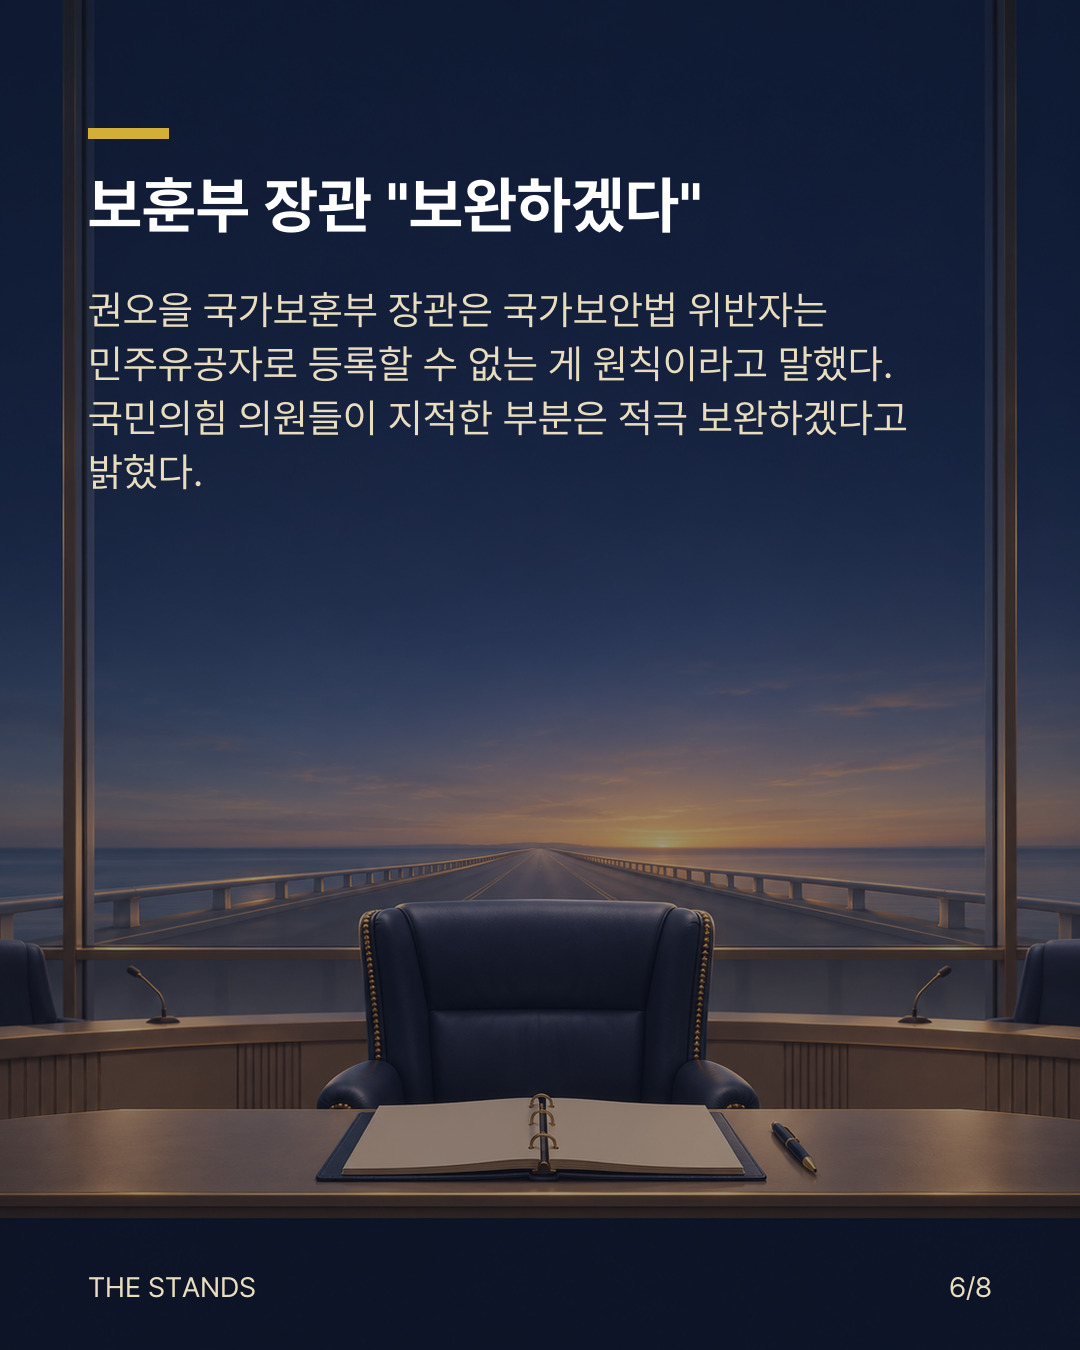 보훈부 장관 "보완하겠다"
권오을 국가보훈부 장관은 국가보안법 위반자는
민주유공자로 등록할 수 없는 게 원칙이라고 말했다.
국민의힘 의원들이 지적한 부분은 적극 보완하겠다고
밝혔다.
THE STANDS
6/8